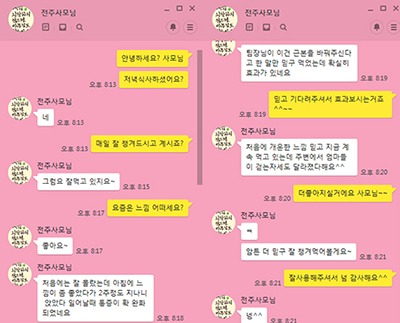 전주사모님
안녕하세요? 사모님
저녁식사하셨어요?
오후 8:13
전주사모님
네
오후 8:13
매일 잘 챙겨드시고 계시죠?
오후 8:13
전주사모님
그럼요 잘먹고 있지요~
오후 8:15
요즘은 느낌 어떠세요?
오후 8:17
전주사모님
좋아요~
오후 8:17
전주사모님
처음에는 잘 몰랐는데 아침에 느
낌이 좀 좋았다가 2주정도 지나니
앉았다 일어날때 통증이 확 완화
되었네요
오후 8:18
전주사모님
팀장님이 이건 근본을 바꿔주신다
고 한 말만 믿구 먹었는데 확실히
효과가 있네요
오후 8:19
믿고 기다려주셔서 효과보시는거죠
^^~~
오후 8:19
전주사모님
처음에 개운한 느낌 믿고 지금 계
속 먹고 있는데 주변에서 엄마들
이 걷는자세도 달라졌다해요^^
오후 8:20
더좋아지실거에요 사모님~~
오후 8:20
전주사모님
암튼 더 믿구 잘 챙겨먹어볼게요~
오후 8:21
잘사용해주셔서 넘 감사해요^^
오후 8:21
전주사모님
넹^^
오후 8:21